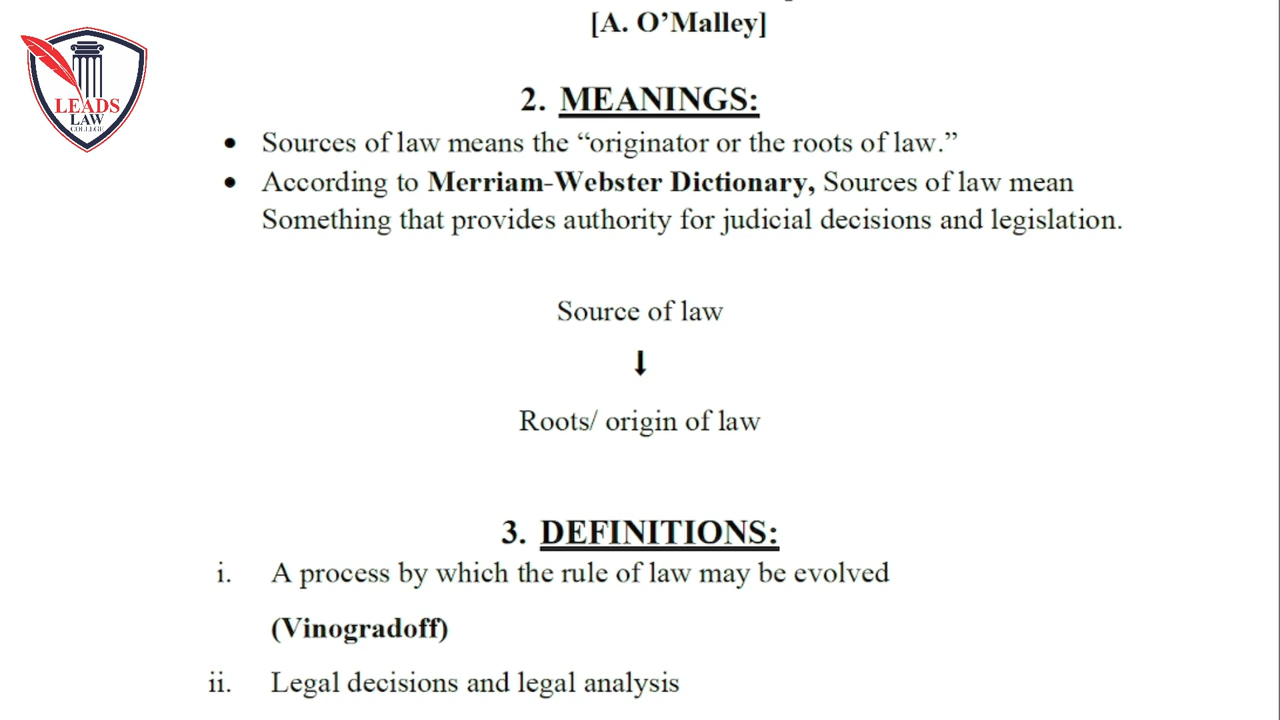 [A. O’Malley]
LEADS
LAW
COLLEGE
2. MEANINGS:
• Sources of law means the “originator or the roots of law.”
• According to Merriam-Webster Dictionary, Sources of law mean
Something that provides authority for judicial decisions and legislation.
Source of law
↓
Roots/ origin of law
3. DEFINITIONS:
i. A process by which the rule of law may be evolved
(Vinogradoff)
ii. Legal decisions and legal analysis